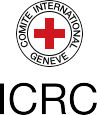 COMITE INTERNATIONAL
GENEVE
ICRC